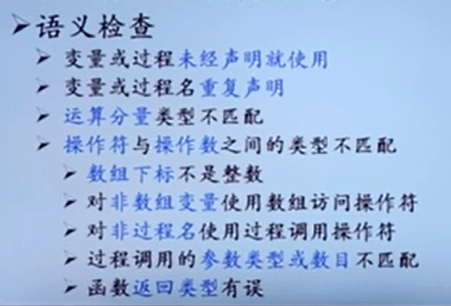 语义检查
变量或过程未经声明就使用
变量或过程名重复声明
运算分量类型不匹配
操作符与操作数之间的类型不匹配
数组下标不是整数
对非数组变量使用数组访问操作符
对非过程名使用过程调用操作符
过程调用的参数类型或数目不匹配
函数返回类型有误